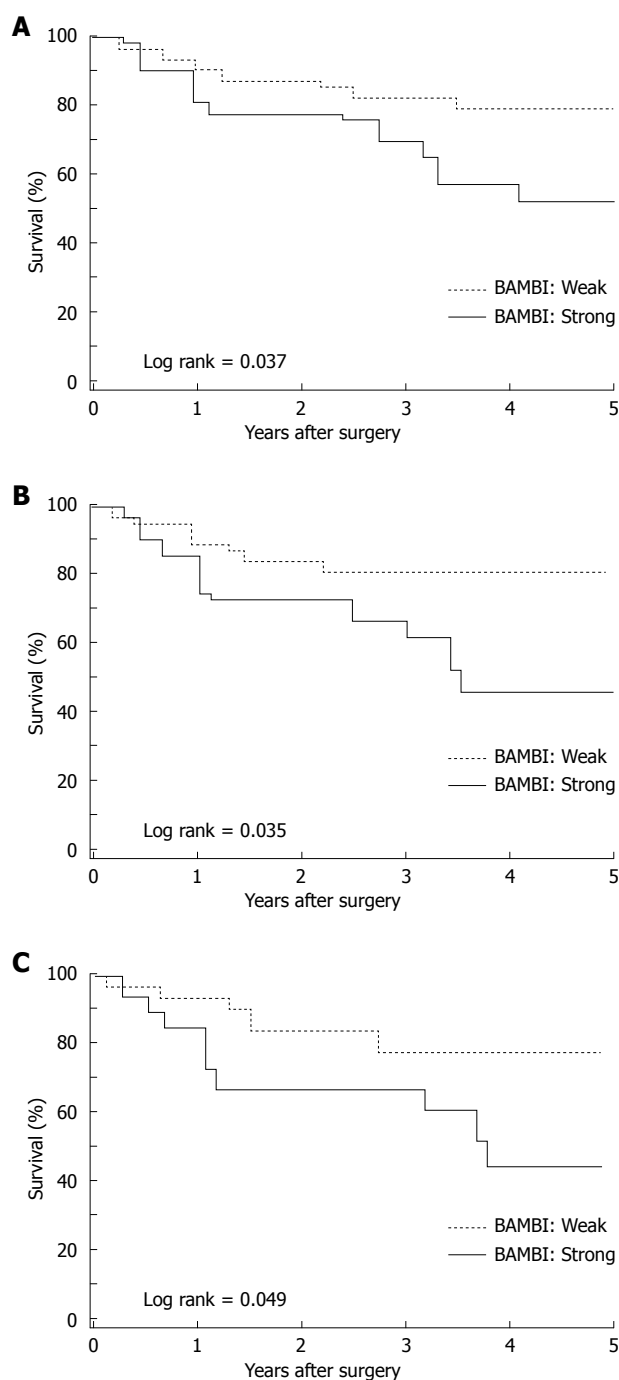 A
100
80
60
40
20
0
Survival (%)
BAMBI: Weak
BAMBI: Strong
Log rank = 0.037
0 1 2 3 4 5
Years after surgery
B
100
80
60
40
20
0
Survival (%)
BAMBI: Weak
BAMBI: Strong
Log rank = 0.035
0 1 2 3 4 5
Years after surgery
C
100
80
60
40
20
0
Survival (%)
BAMBI: Weak
BAMBI: Strong
Log rank = 0.049
0 1 2 3 4 5
Years after surgery